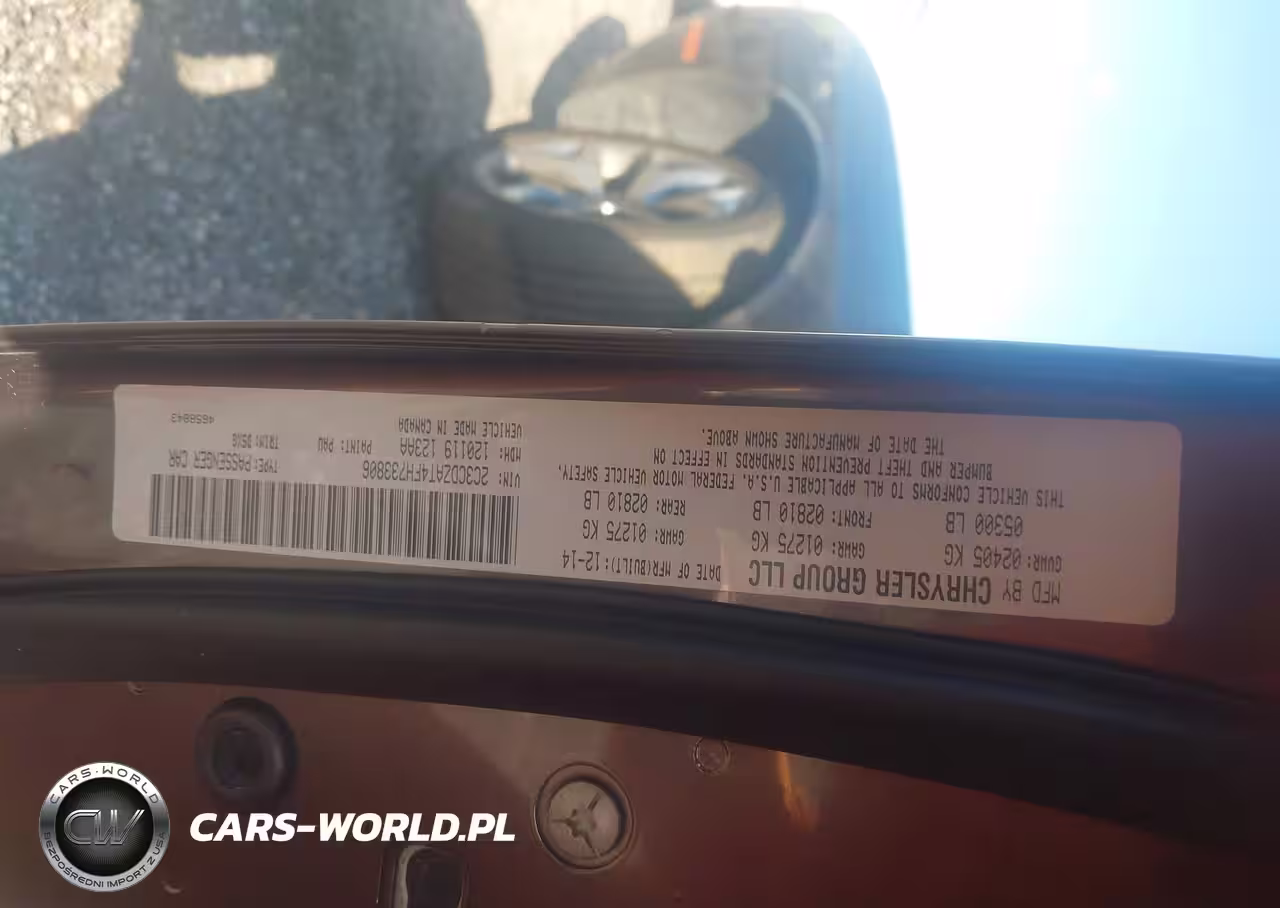 MFD BY CHRYSLER GROUP LLC
DATE OF MFR(BUILT): 12-14
GVWR: 02405 KG
GAWR: 01275 KG
GAWR: 01275 KG
05300 LB
FRONT: 02810 LB
REAR: 02810 LB
THIS VEHICLE CONFORMS TO ALL APPLICABLE U.S.A. FEDERAL MOTOR VEHICLE SAFETY,
BUMPER AND THEFT PREVENTION STANDARDS IN EFFECT ON
THE DATE OF MANUFACTURE SHOWN ABOVE.
VIN: 2C3CDZAT4FH733806
TYPE: PASSENGER CAR
MDH: 120119 123AA
PAINT: PAU
TRIM: D5XG
VEHICLE MADE IN CANADA
4658843
CARS-WORLD
CW
BEZPOŚREDNI IMPORT Z USA
CARS-WORLD.PL